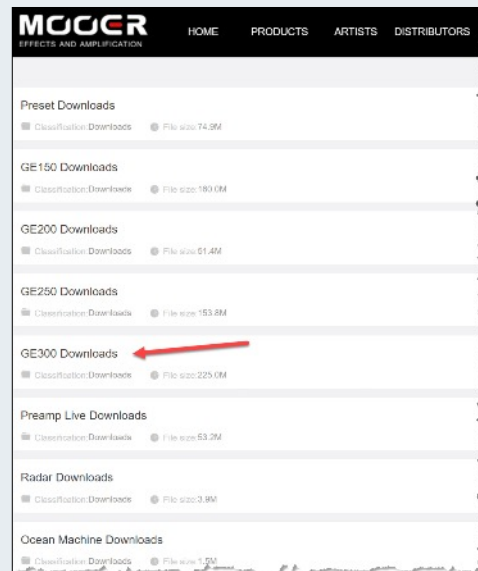 MOOER
EFFECTS AND AMPLIFICATION
HOME PRODUCTS ARTISTS DISTRIBUTORS
Preset Downloads
Classification:Downloads File size:74.9M
GE150 Downloads
Classification:Downloads File size:180.0M
GE200 Downloads
Classification:Downloads File size:61.4M
GE250 Downloads
Classification:Downloads File size:153.8M
GE300 Downloads
Classification:Downloads File size:225.0M
Preamp Live Downloads
Classification:Downloads File size:53.2M
Radar Downloads
Classification:Downloads File size:3.9M
Ocean Machine Downloads
Classification:Downloads File size:1.5M